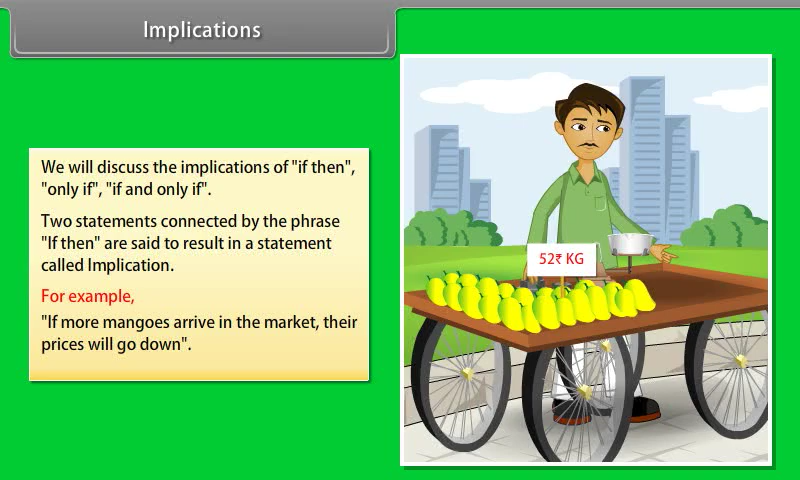 Implications
We will discuss the implications of "if then",
"only if", "if and only if".
Two statements connected by the phrase
"If then" are said to result in a statement
called Implication.
For example,
"If more mangoes arrive in the market, their
prices will go down".
52₹ KG